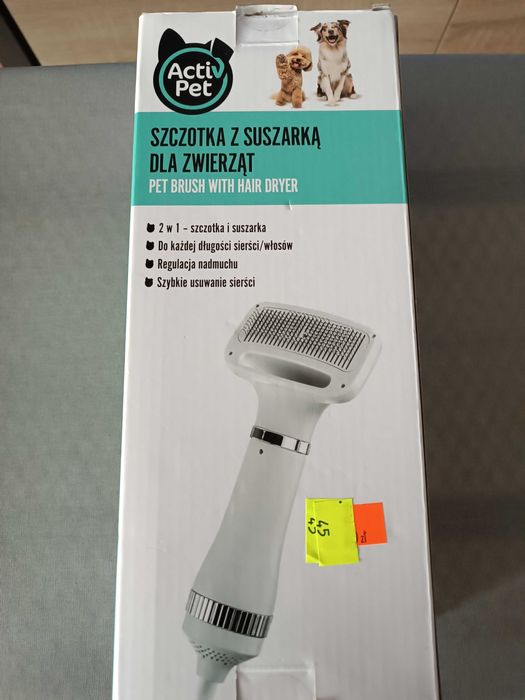 Activ
Pet
SZCZOTKA Z SUSZARKĄ
DLA ZWIERZĄT
PET BRUSH WITH HAIR DRYER
2 w 1 – szczotka i suszarka
Do każdej długości sierści/włosów
Regulacja nadmuchu
Szybkie usuwanie sierści
45